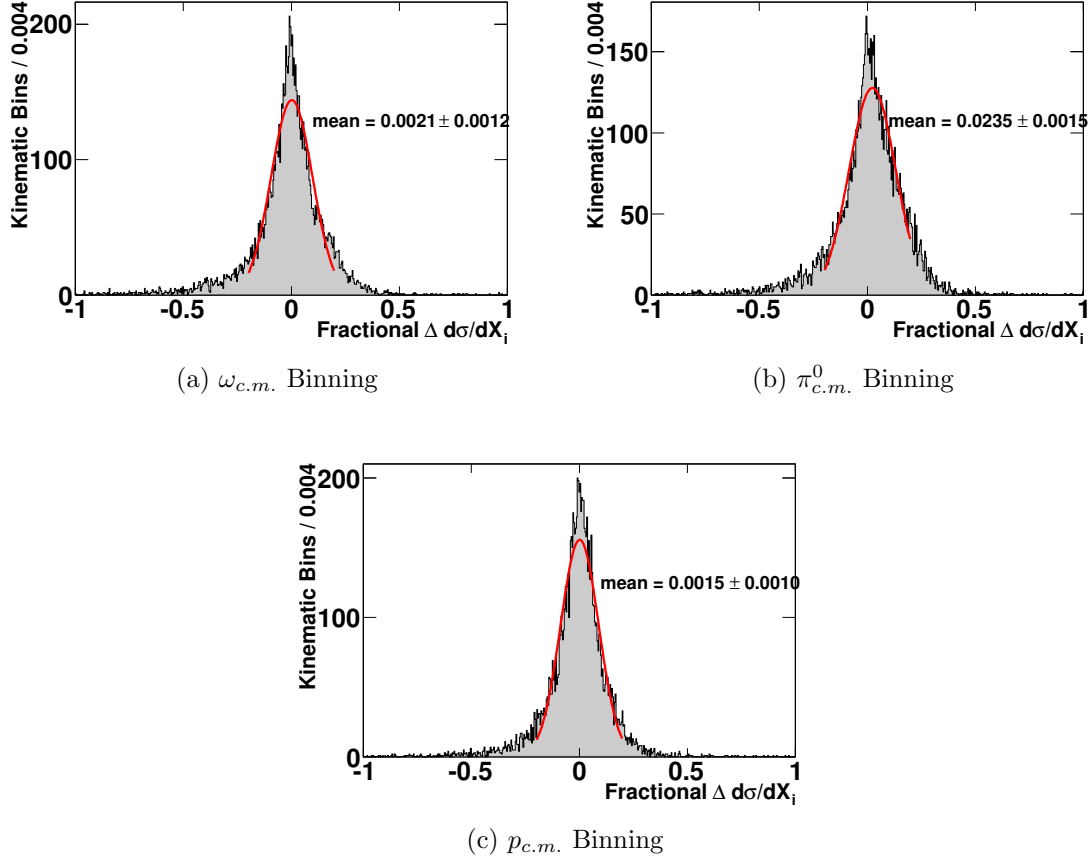 200
100
0
Kinematic Bins / 0.004
mean = 0.0021 ± 0.0012
-1 -0.5 0 0.5 1
Fractional Δ dσ/dX_i
(a) ω_{c.m.} Binning
150
100
50
0
Kinematic Bins / 0.004
mean = 0.0235 ± 0.0015
-1 -0.5 0 0.5 1
Fractional Δ dσ/dX_i
(b) π^0_{c.m.} Binning
200
100
0
Kinematic Bins / 0.004
mean = 0.0015 ± 0.0010
-1 -0.5 0 0.5 1
Fractional Δ dσ/dX_i
(c) p_{c.m.} Binning